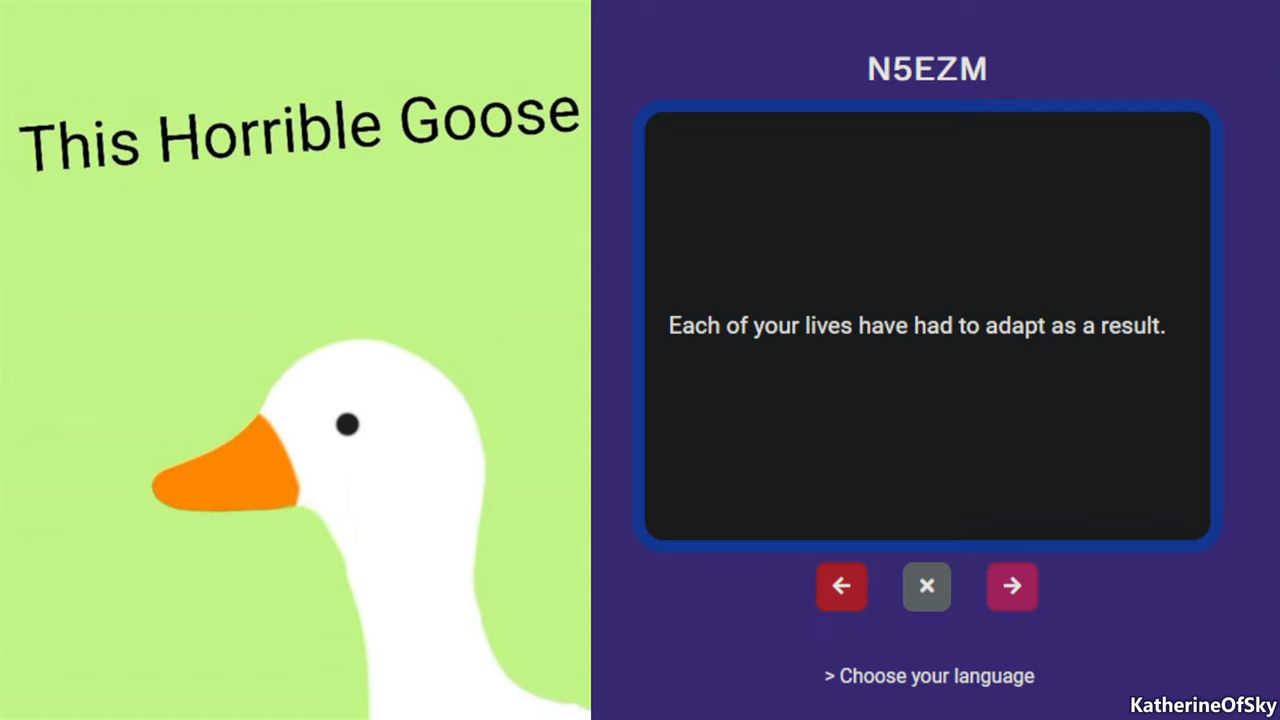 This Horrible Goose
N5EZM
Each of your lives have had to adapt as a result.
> Choose your language
KatherineOfSky